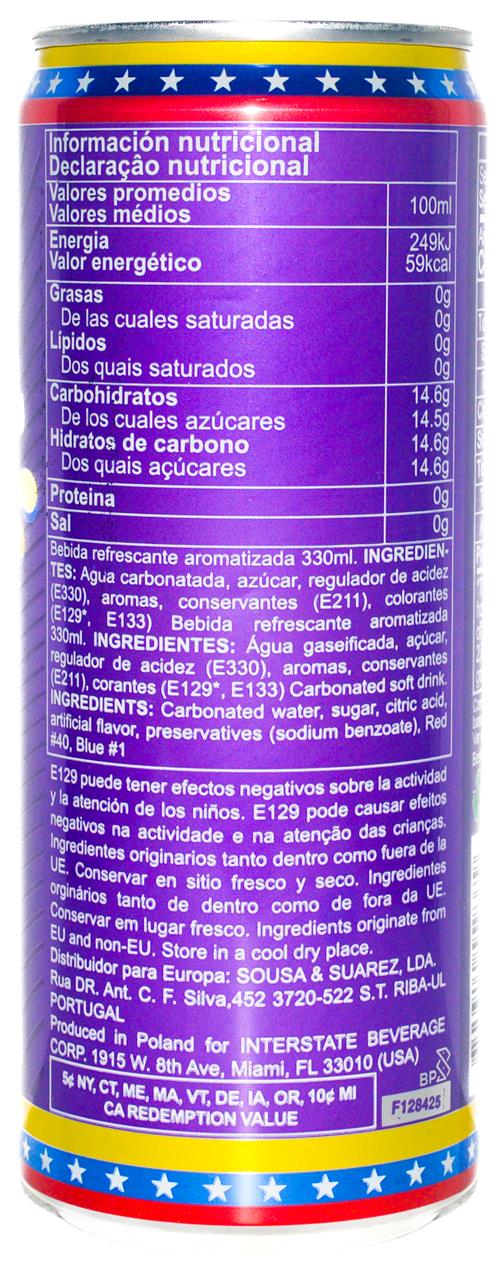 Información nutricional
Declaraçâo nutricional
Valores promedios
Valores médios
100ml
Energia
Valor energético
249kJ
59kcal
Grasas 0g
De las cuales saturadas 0g
Lípidos 0g
Dos quais saturados 0g
Carbohidratos 14.6g
De los cuales azúcares 14.5g
Hidratos de carbono 14.6g
Dos quais açúcares 14.6g
Proteina 0g
Sal 0g
Bebida refrescante aromatizada 330ml. INGREDIEN-
TES: Agua carbonatada, azúcar, regulador de acidez
(E330), aromas, conservantes (E211), colorantes
(E129*, E133) Bebida refrescante aromatizada
330ml. INGREDIENTES: Água gaseificada, açúcar,
regulador de acidez (E330), aromas, conservantes
(E211), corantes (E129*, E133) Carbonated soft drink.
INGREDIENTS: Carbonated water, sugar, citric acid,
artificial flavor, preservatives (sodium benzoate), Red
#40, Blue #1
E129 puede tener efectos negativos sobre la actividad
y la atención de los niños. E129 pode causar efeitos
negativos na actividade e na atenção das crianças.
Ingredientes originarios tanto dentro como fuera de la
UE. Conservar en sitio fresco y seco. Ingredientes
orginários tanto de dentro como de fora da UE.
Conservar em lugar fresco. Ingredients originate from
EU and non-EU. Store in a cool dry place.
Distribuidor para Europa: SOUSA & SUAREZ, LDA.
Rua DR. Ant. C. F. Silva,452 3720-522 S.T. RIBA-UL
PORTUGAL
Produced in Poland for INTERSTATE BEVERAGE
CORP. 1915 W. 8th Ave, Miami, FL 33010 (USA)
5¢ NY, CT, ME, MA, VT, DE, IA, OR, 10¢ MI
CA REDEMPTION VALUE
BP
F128425